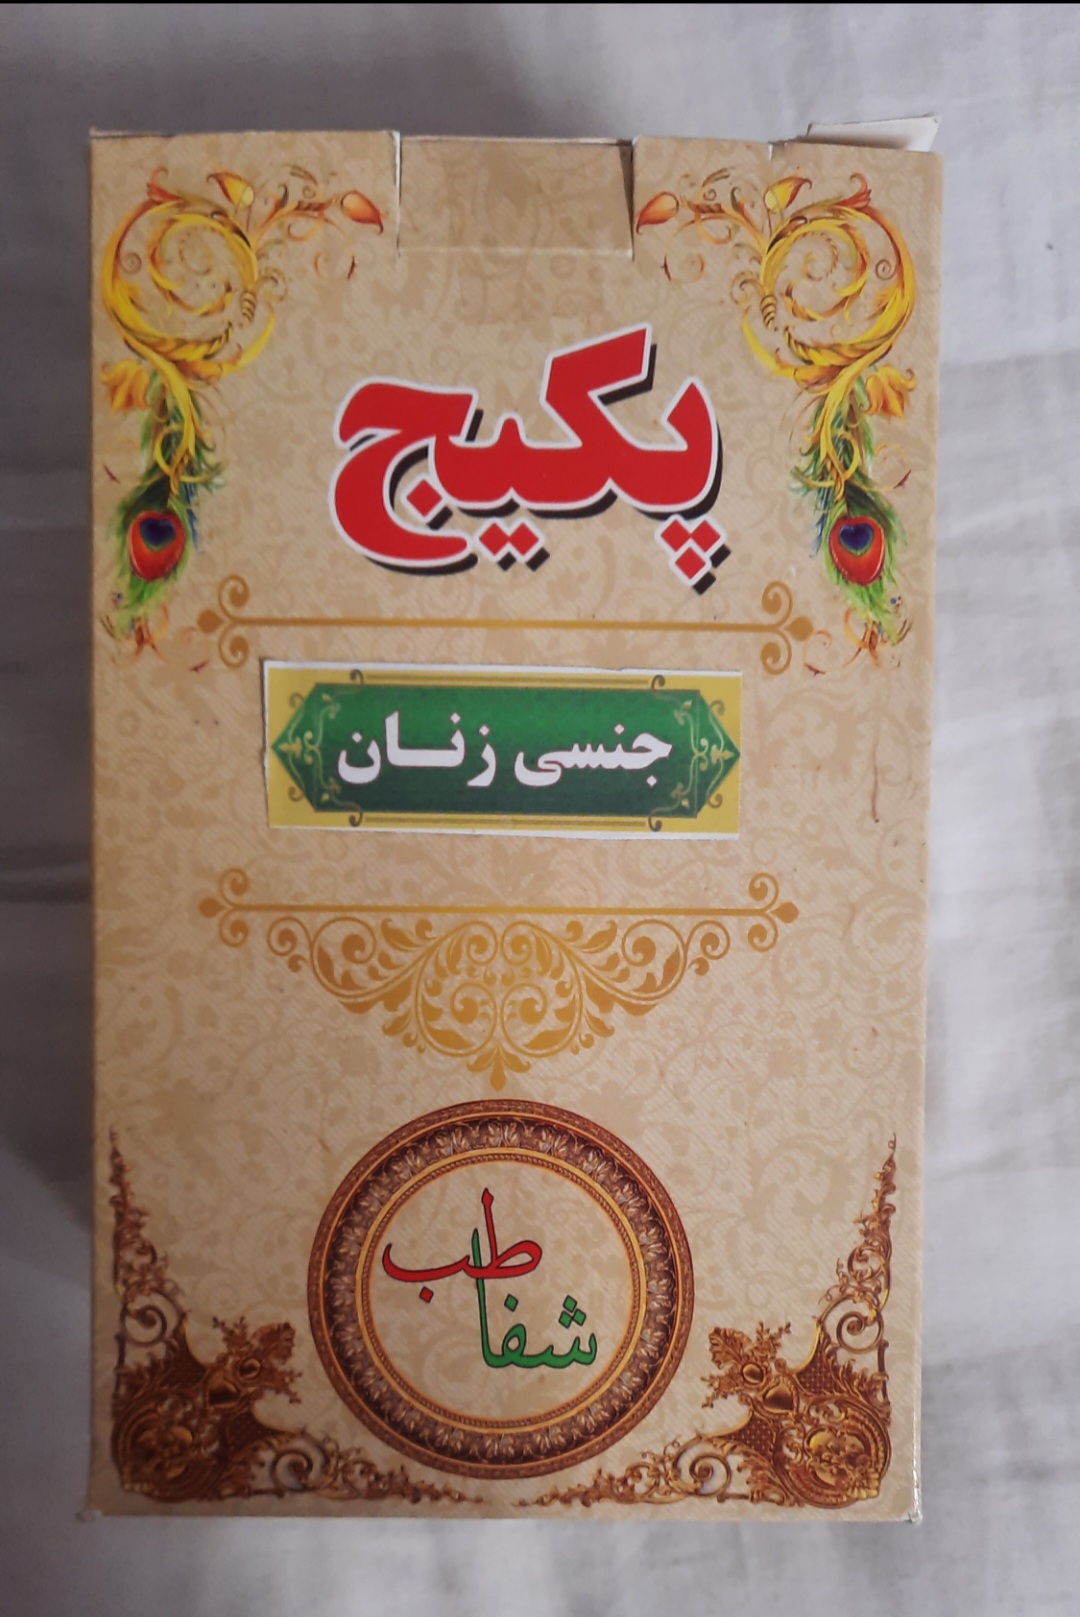 پکیج
جنسی زنان
طب
شفا